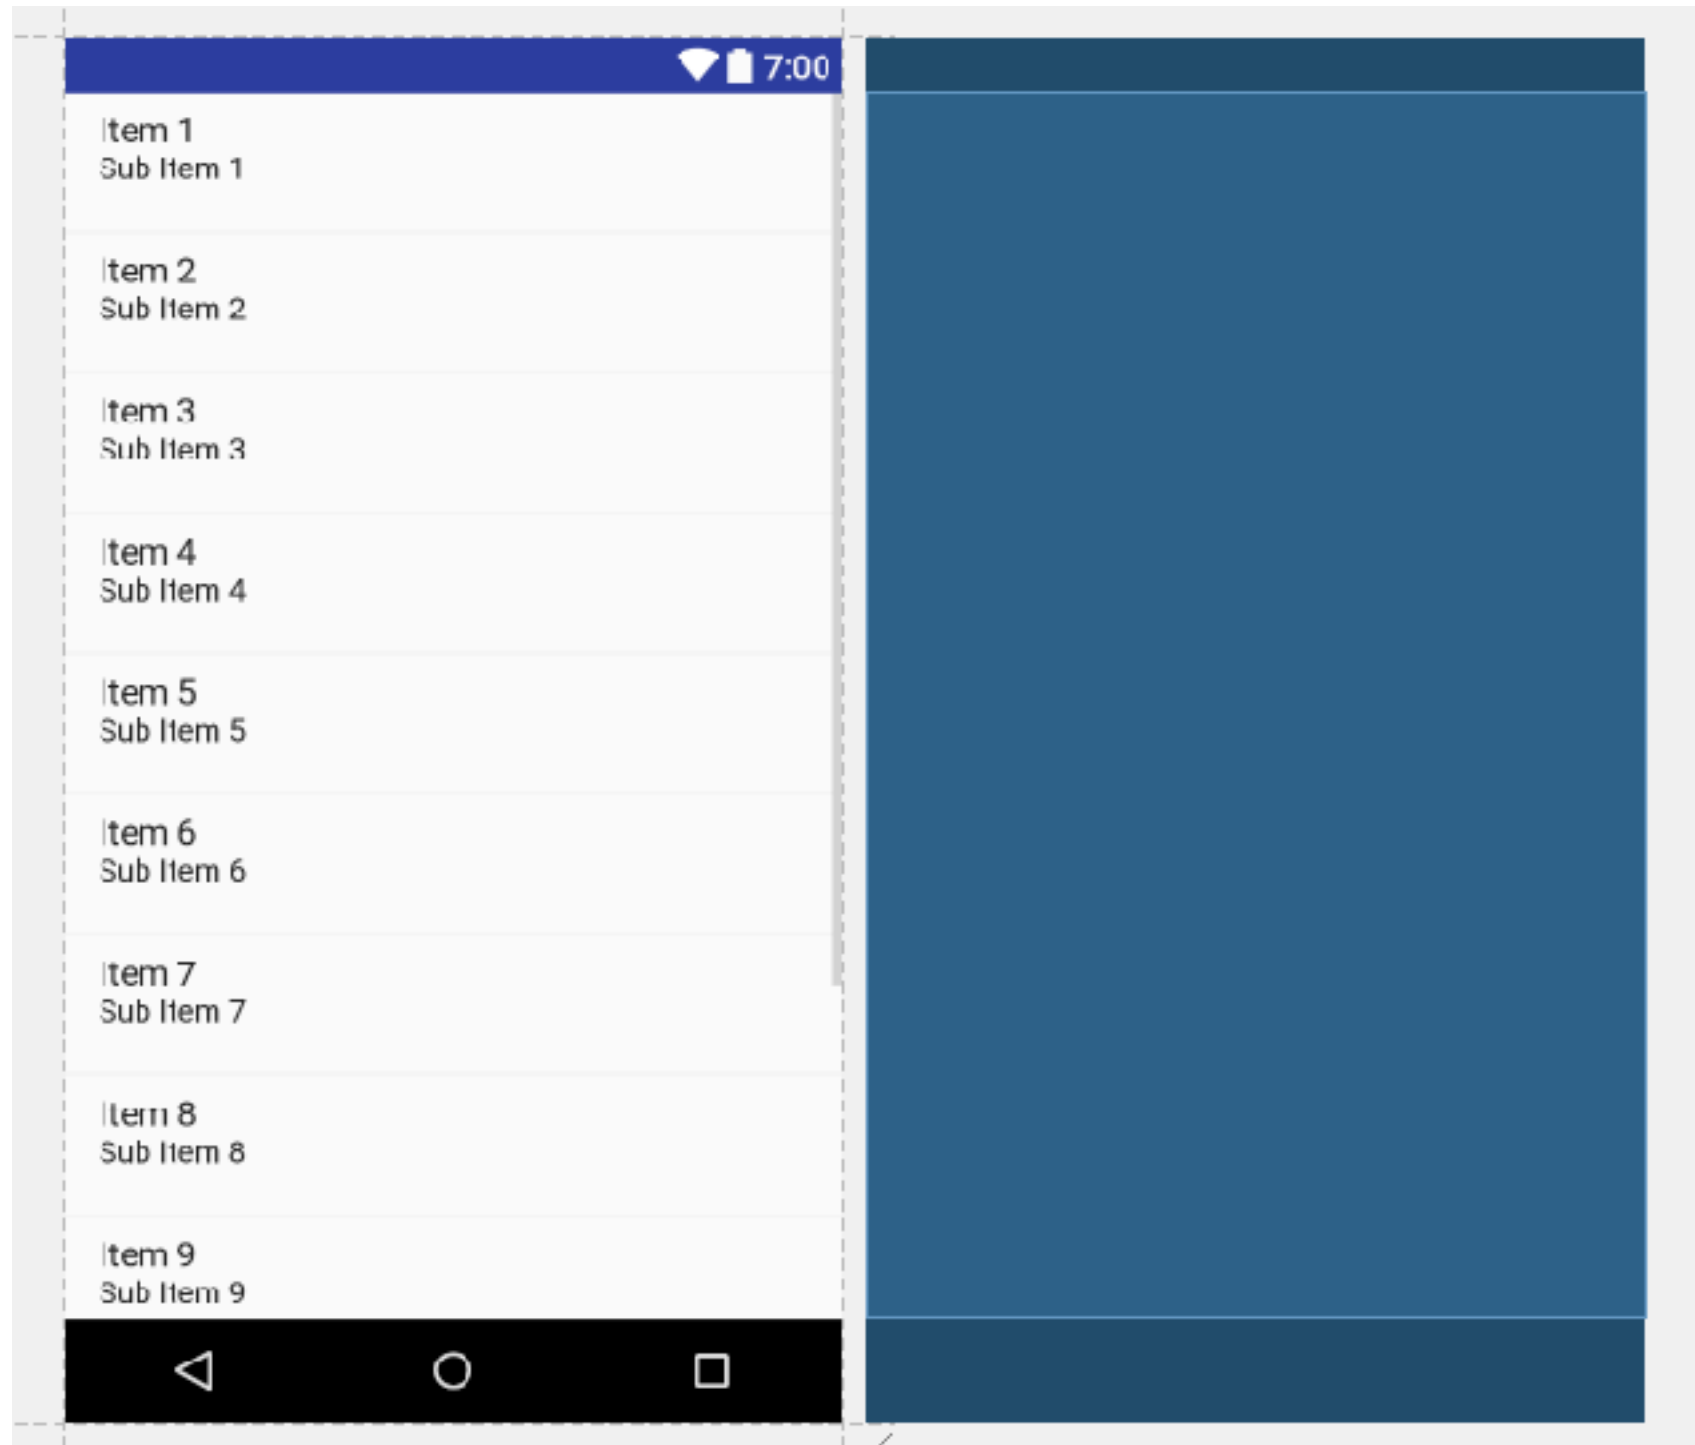 7:00
Item 1
Sub Item 1
Item 2
Sub Item 2
Item 3
Sub Item 3
Item 4
Sub Item 4
Item 5
Sub Item 5
Item 6
Sub Item 6
Item 7
Sub Item 7
Item 8
Sub Item 8
Item 9
Sub Item 9